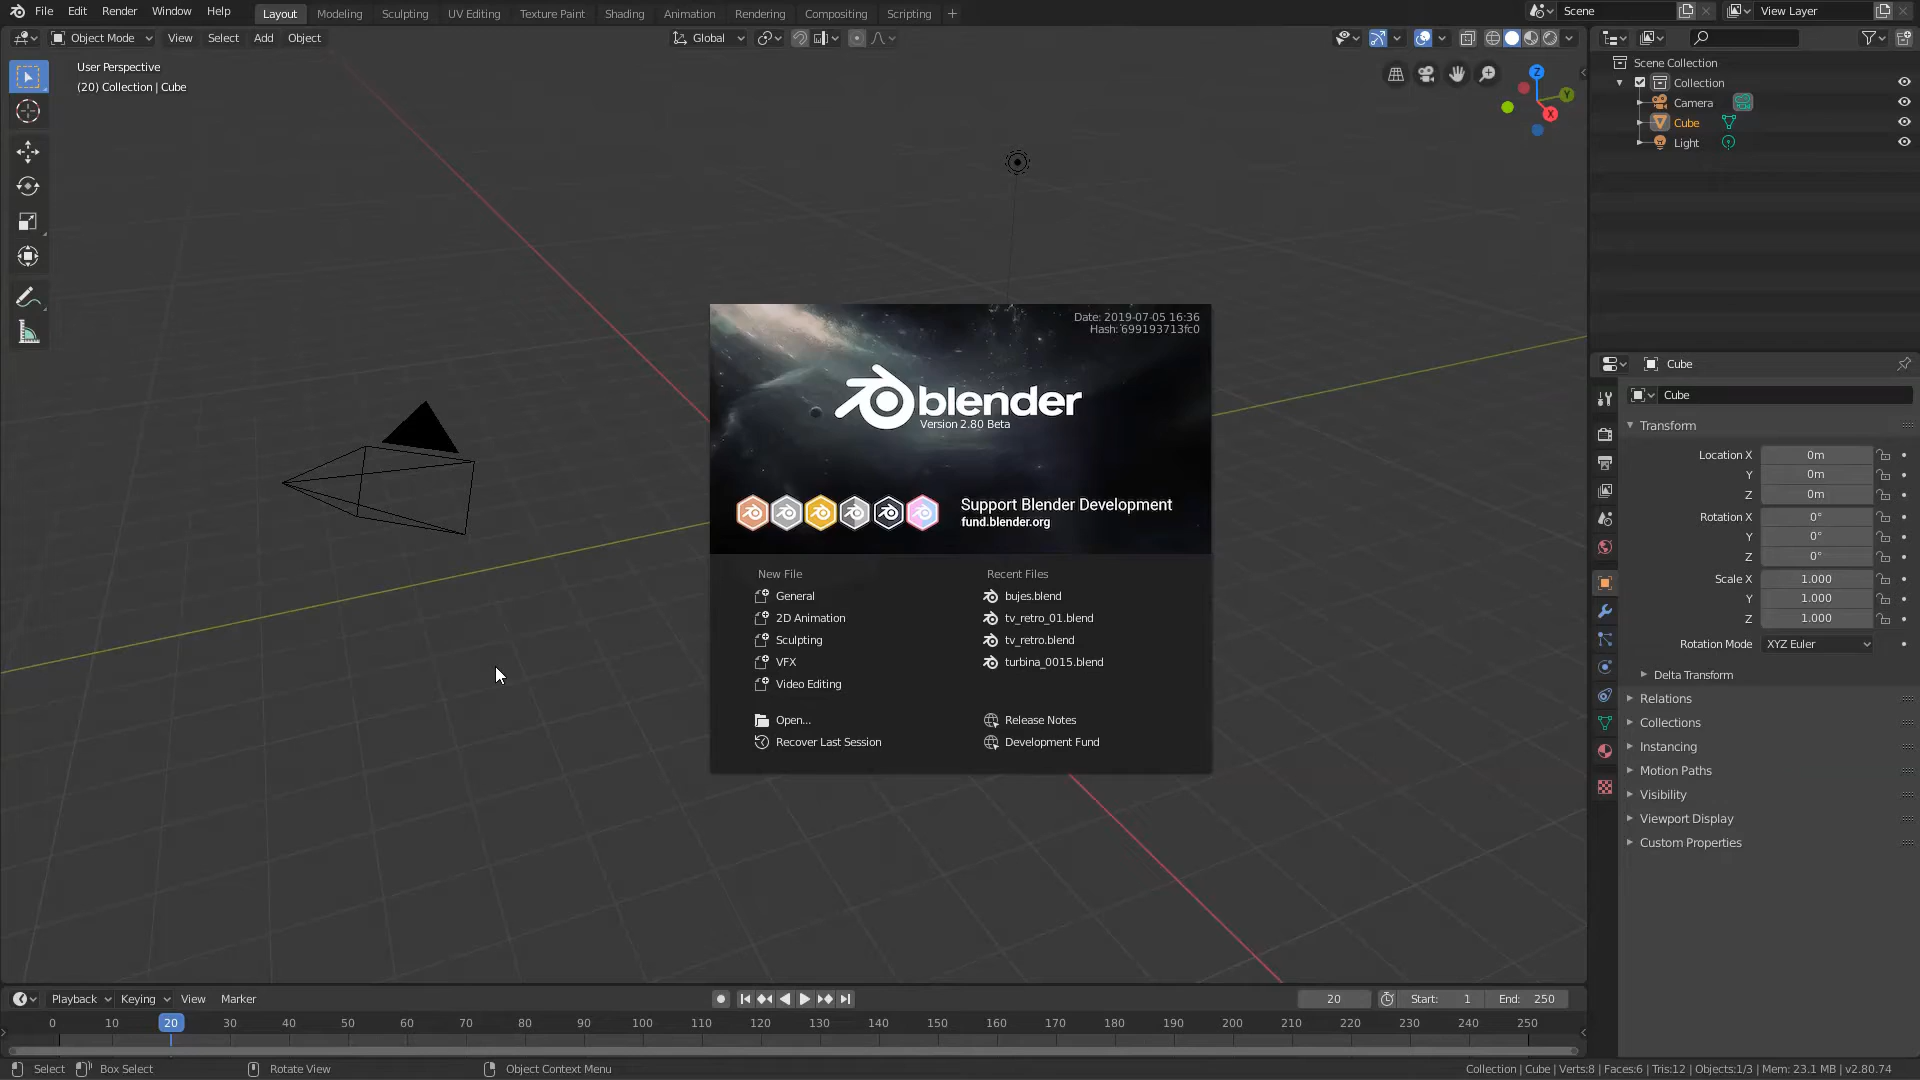 File Edit Render Window Help Layout Modeling Sculpting UV Editing Texture Paint Shading Animation Rendering Compositing Scripting + Scene View Layer
Object Mode View Select Add Object Global
User Perspective
(20) Collection | Cube
Z
Y
X
Scene Collection
Collection
Camera
Cube
Light
Date: 2019-07-05 16:36
Hash: 699193713fc0
blender
Version 2.80 Beta
Support Blender Development
fund.blender.org
New File
General
2D Animation
Sculpting
VFX
Video Editing
Open...
Recover Last Session
Recent Files
bujes.blend
tv_retro_01.blend
tv_retro.blend
turbina_0015.blend
Release Notes
Development Fund
Cube
Cube
Transform
Location X 0m
Y 0m
Z 0m
Rotation X 0°
Y 0°
Z 0°
Scale X 1.000
Y 1.000
Z 1.000
Rotation Mode XYZ Euler
Delta Transform
Relations
Collections
Instancing
Motion Paths
Visibility
Viewport Display
Custom Properties
Playback Keying View Marker 20 Start: 1 End: 250
0 10 20 30 40 50 60 70 80 90 100 110 120 130 140 150 160 170 180 190 200 210 220 230 240 250
Select Box Select Rotate View Object Context Menu Collection | Cube | Verts:8 | Faces:6 | Tris:12 | Objects:1/3 | Mem: 23.1 MB | v2.80.74